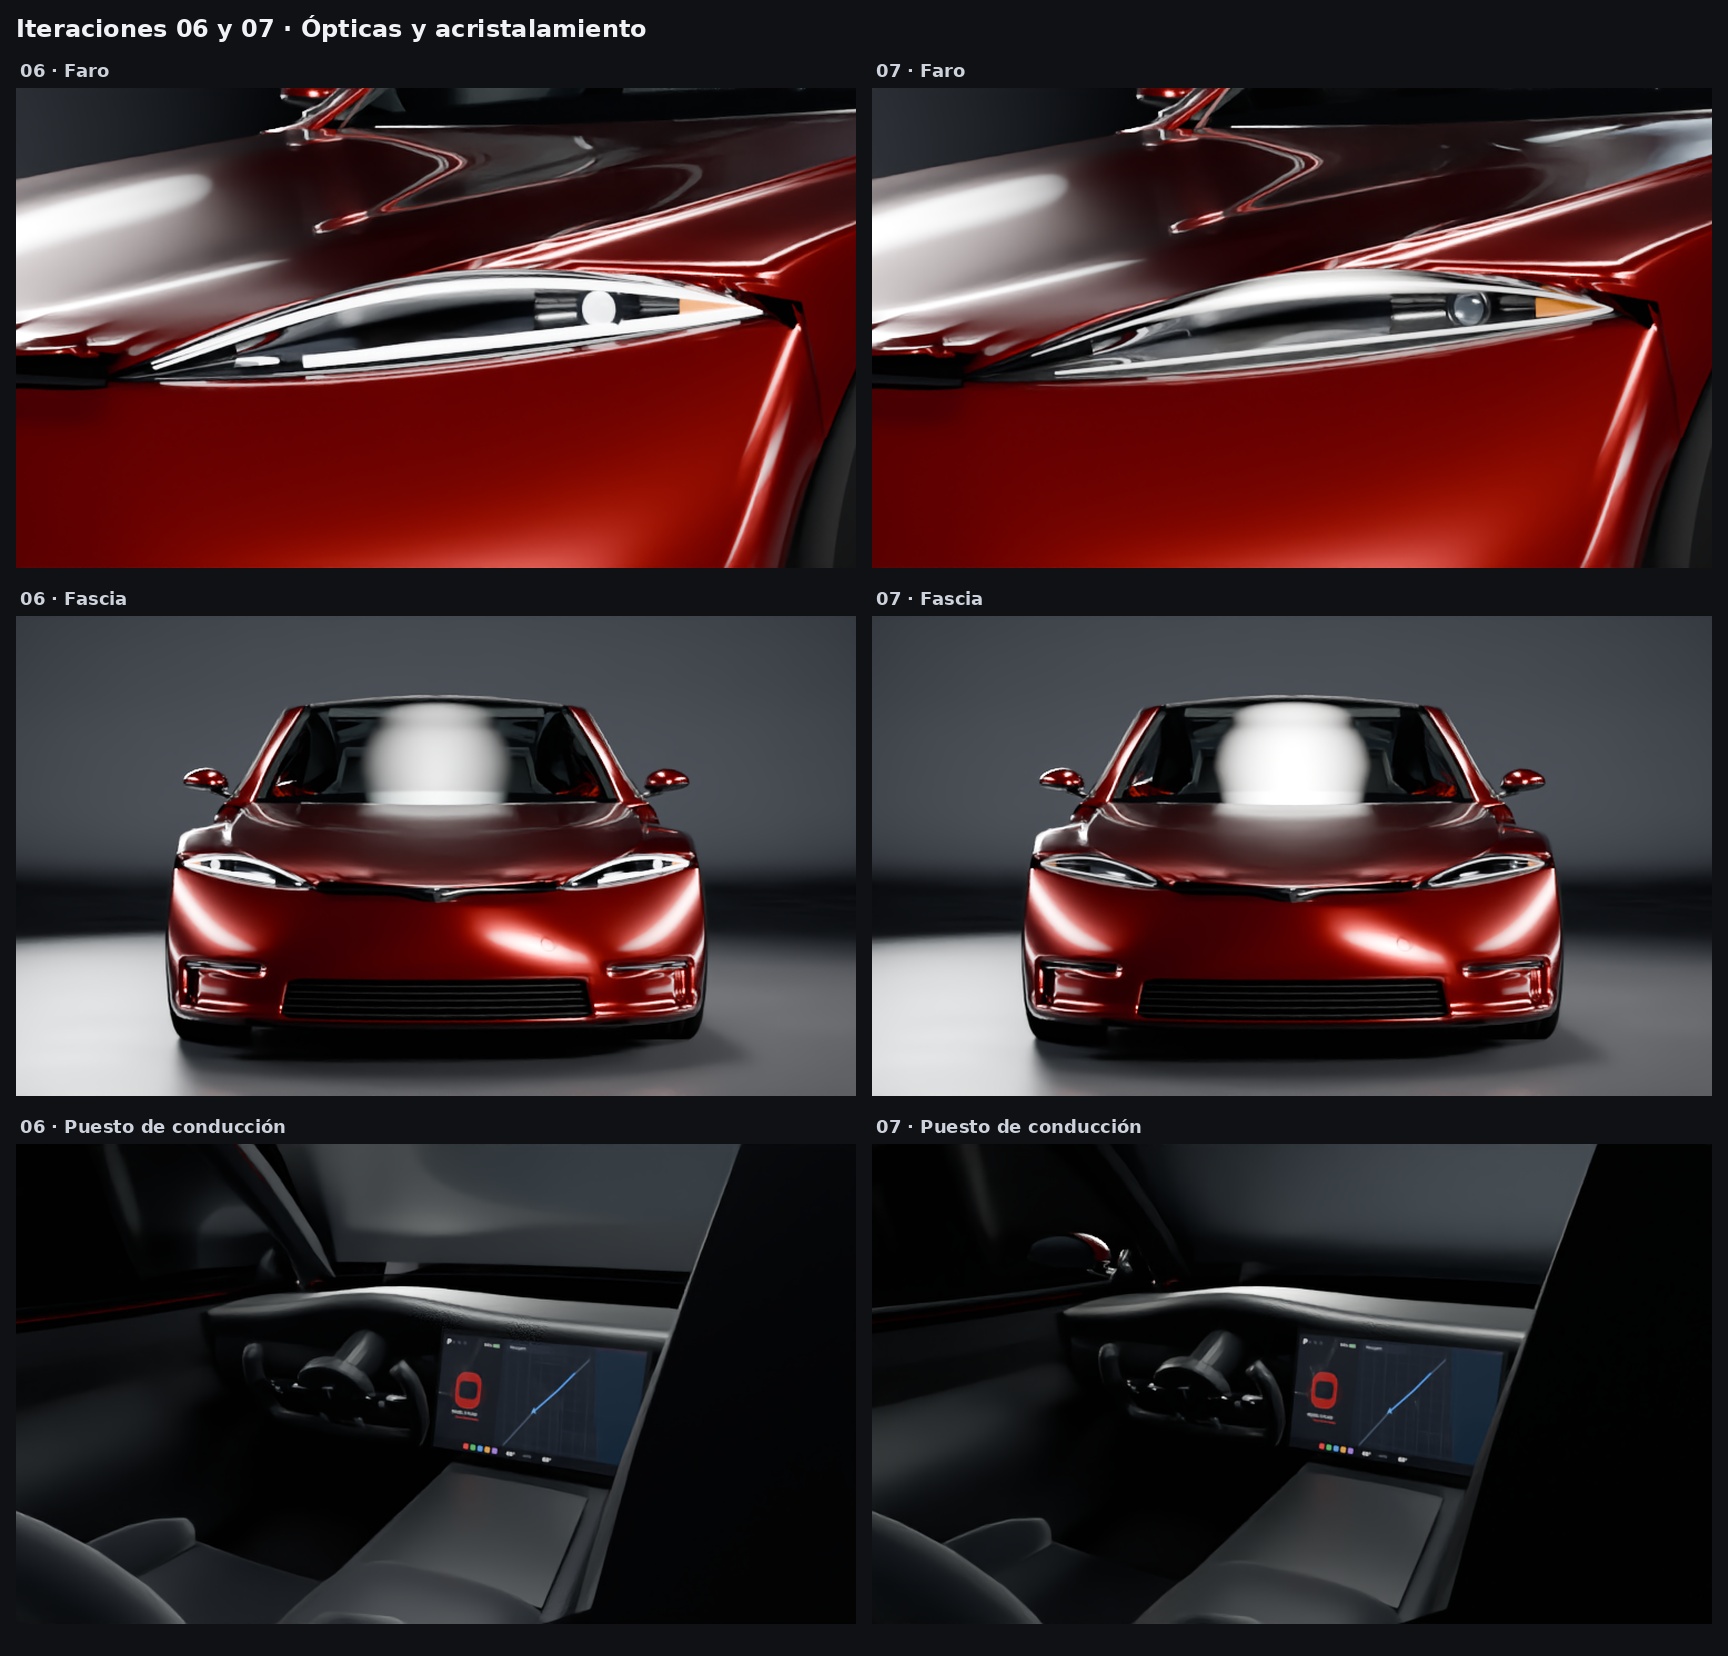 Iteraciones 06 y 07 · Ópticas y acristalamiento
06 · Faro
07 · Faro
06 · Fascia
07 · Fascia
06 · Puesto de conducción
07 · Puesto de conducción